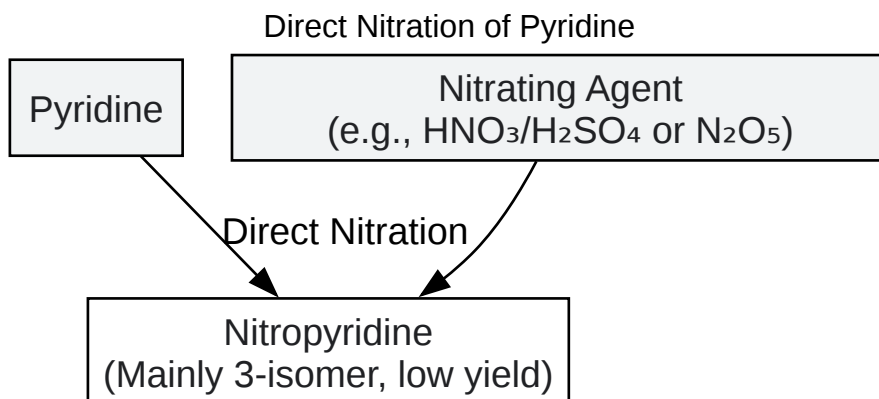 Direct Nitration of Pyridine
Pyridine
Nitrating Agent
(e.g., HNO₃/H₂SO₄ or N₂O₅)
Direct Nitration
Nitropyridine
(Mainly 3-isomer, low yield)